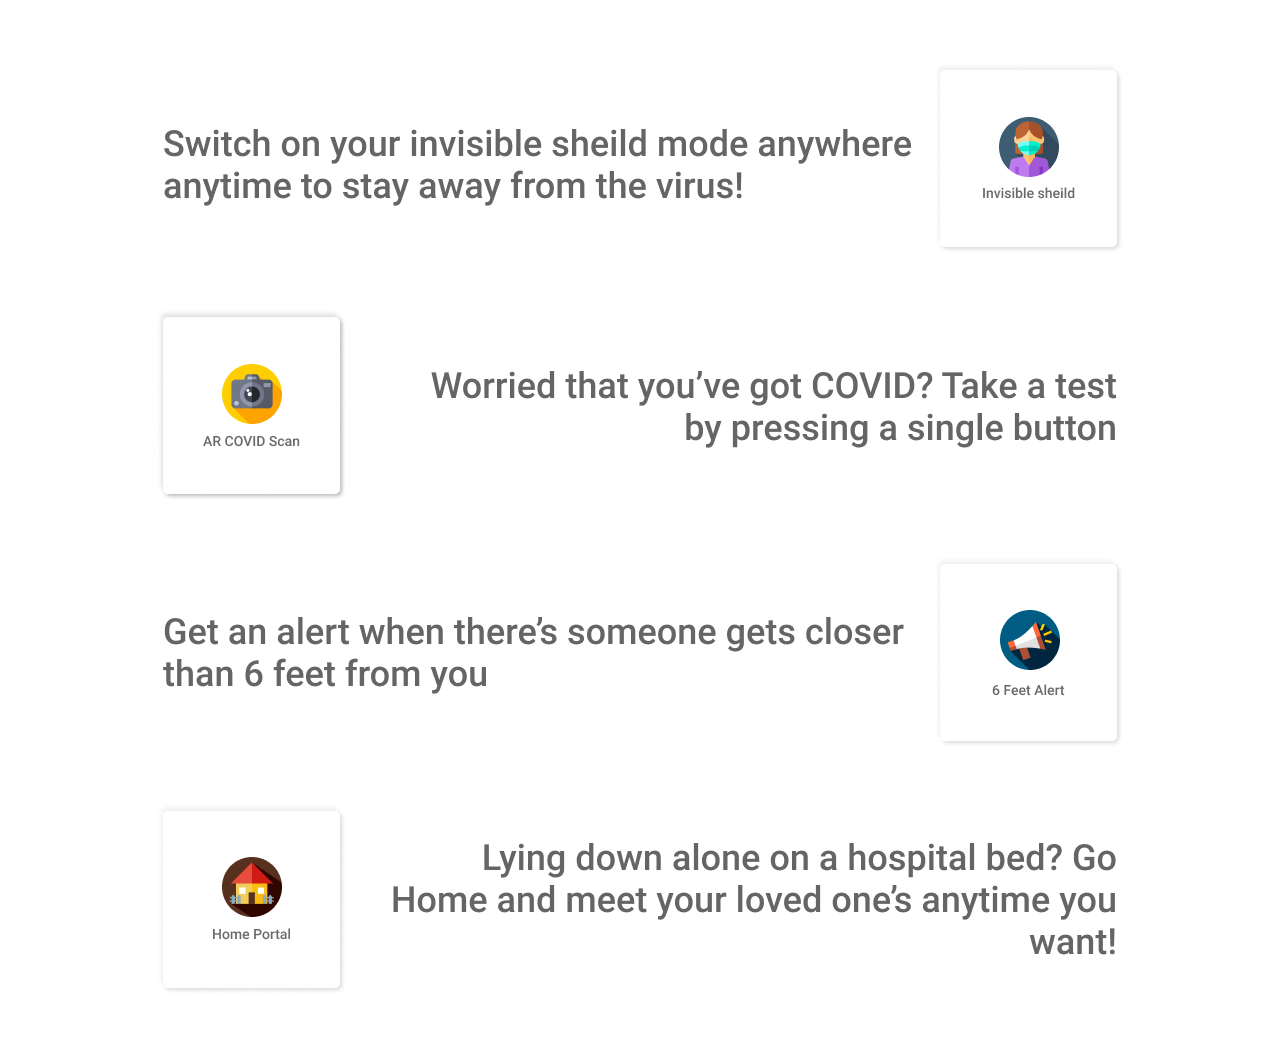 Switch on your invisible sheild mode anywhere
anytime to stay away from the virus!
Invisible sheild
AR COVID Scan
Worried that you’ve got COVID? Take a test
by pressing a single button
Get an alert when there’s someone gets closer
than 6 feet from you
6 Feet Alert
Home Portal
Lying down alone on a hospital bed? Go
Home and meet your loved one’s anytime you
want!